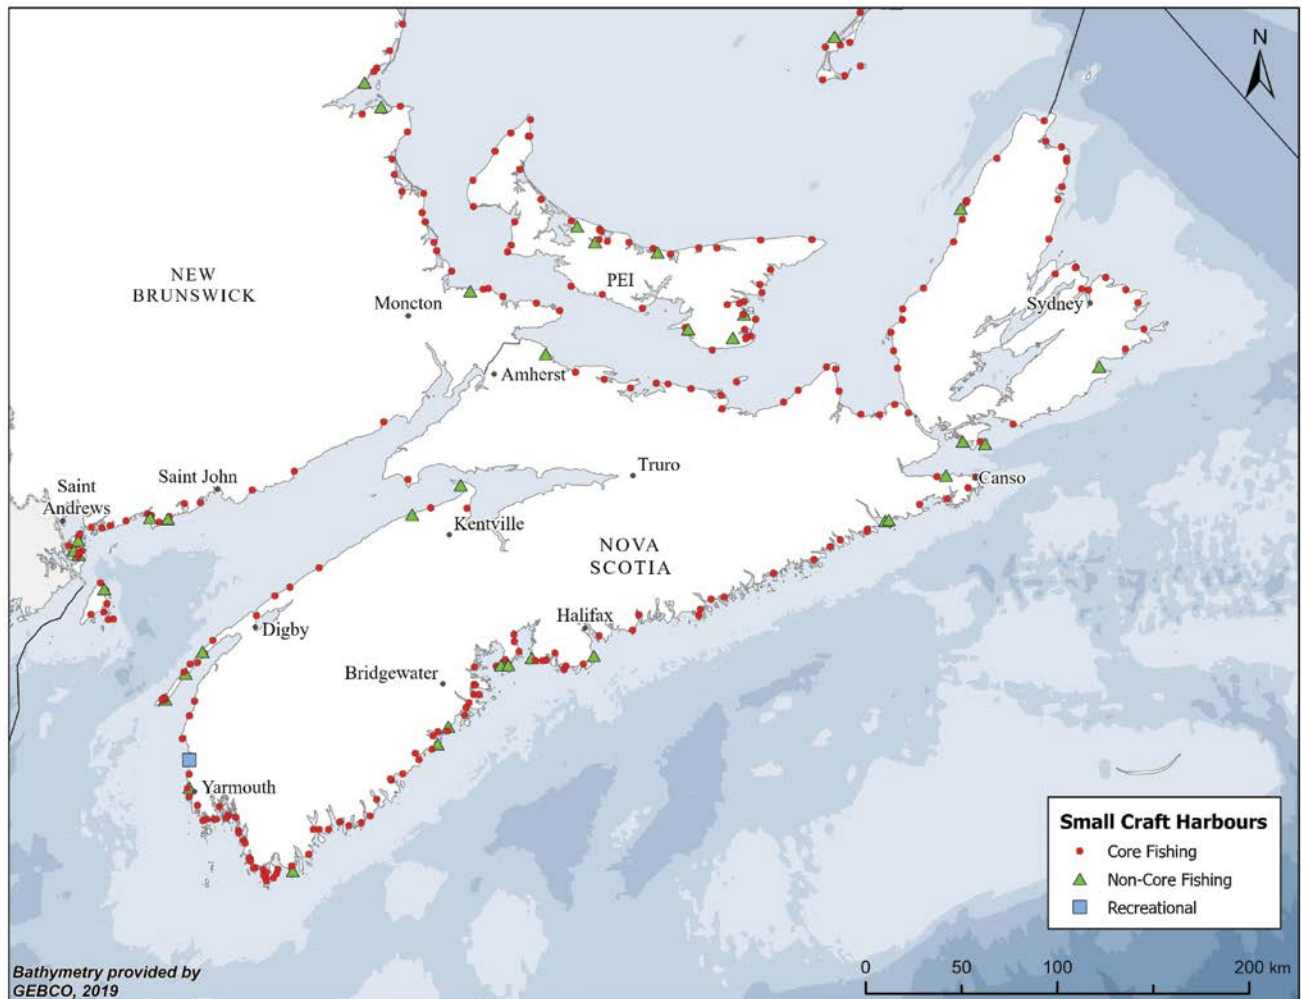 N
NEW
BRUNSWICK
PEI
Moncton
Sydney
Amherst
Saint John
Saint
Andrews
Truro
Canso
Kentville
NOVA
SCOTIA
Halifax
Digby
Bridgewater
Yarmouth
Small Craft Harbours
Core Fishing
Non-Core Fishing
Recreational
Bathymetry provided by
GEBCO, 2019
0 50 100 200 km